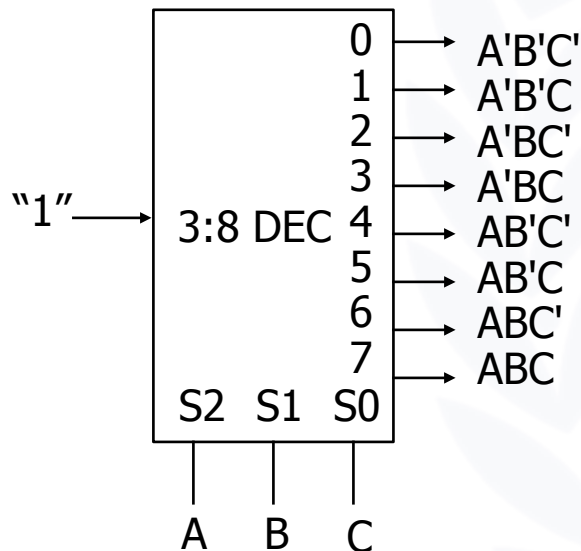 0 A'B'C'
1 A'B'C
2 A'BC'
3 A'BC
“1” 3:8 DEC 4 AB'C'
5 AB'C
6 ABC'
7 ABC
S2 S1 S0
A B C